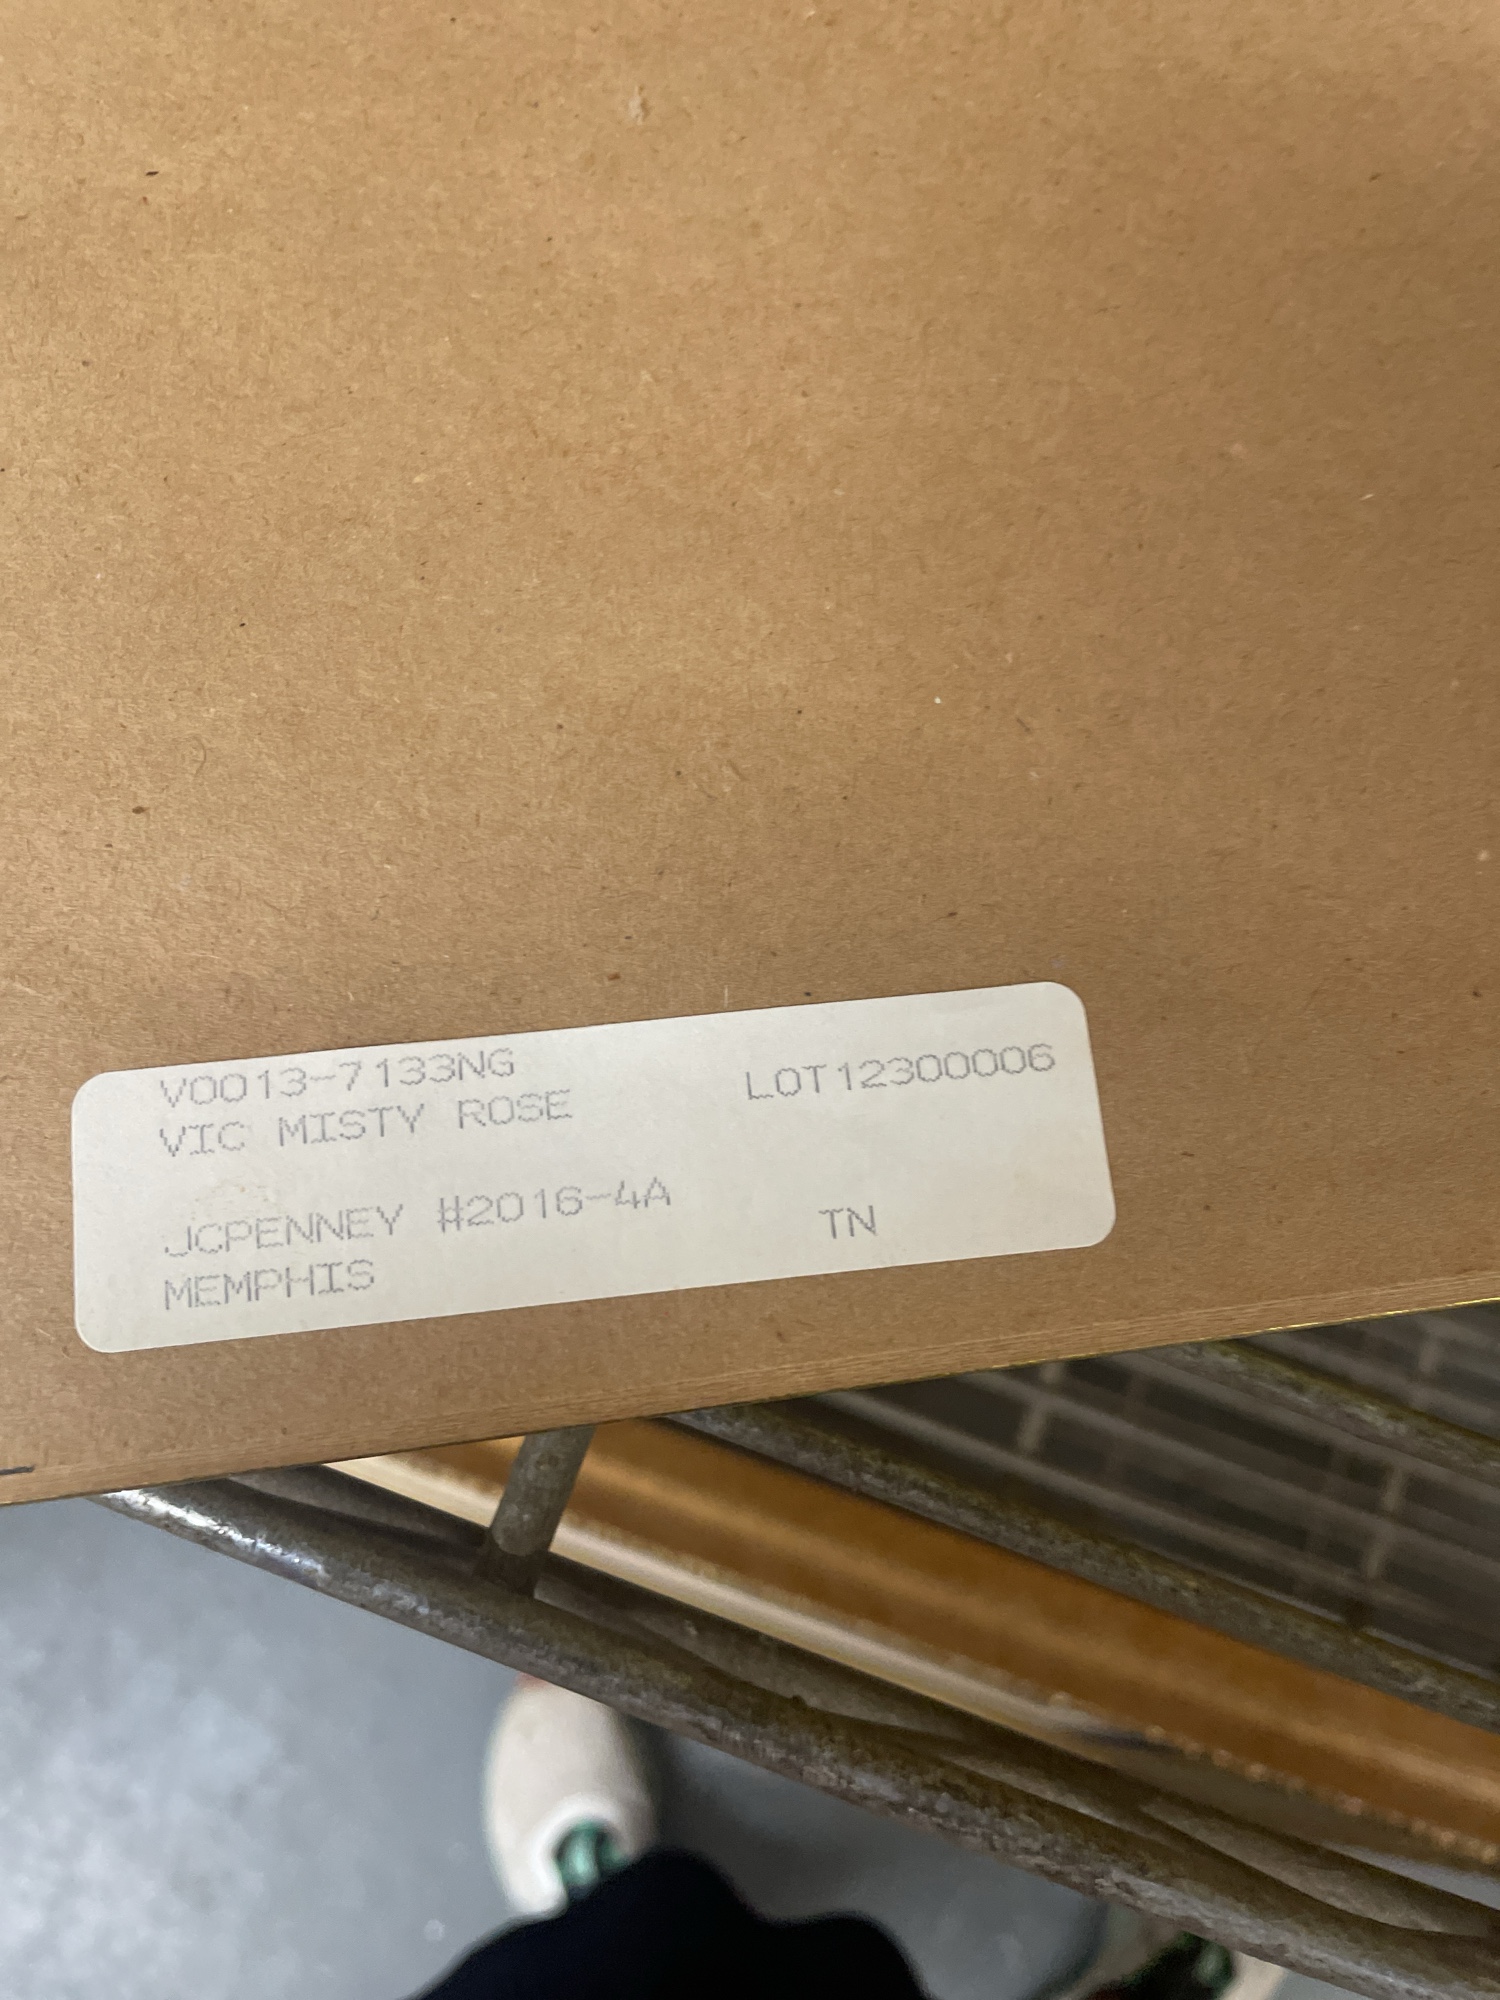 V0013-7133NG LOT12300006
VIC MISTY ROSE
JCPENNEY #2016-4A TN
MEMPHIS